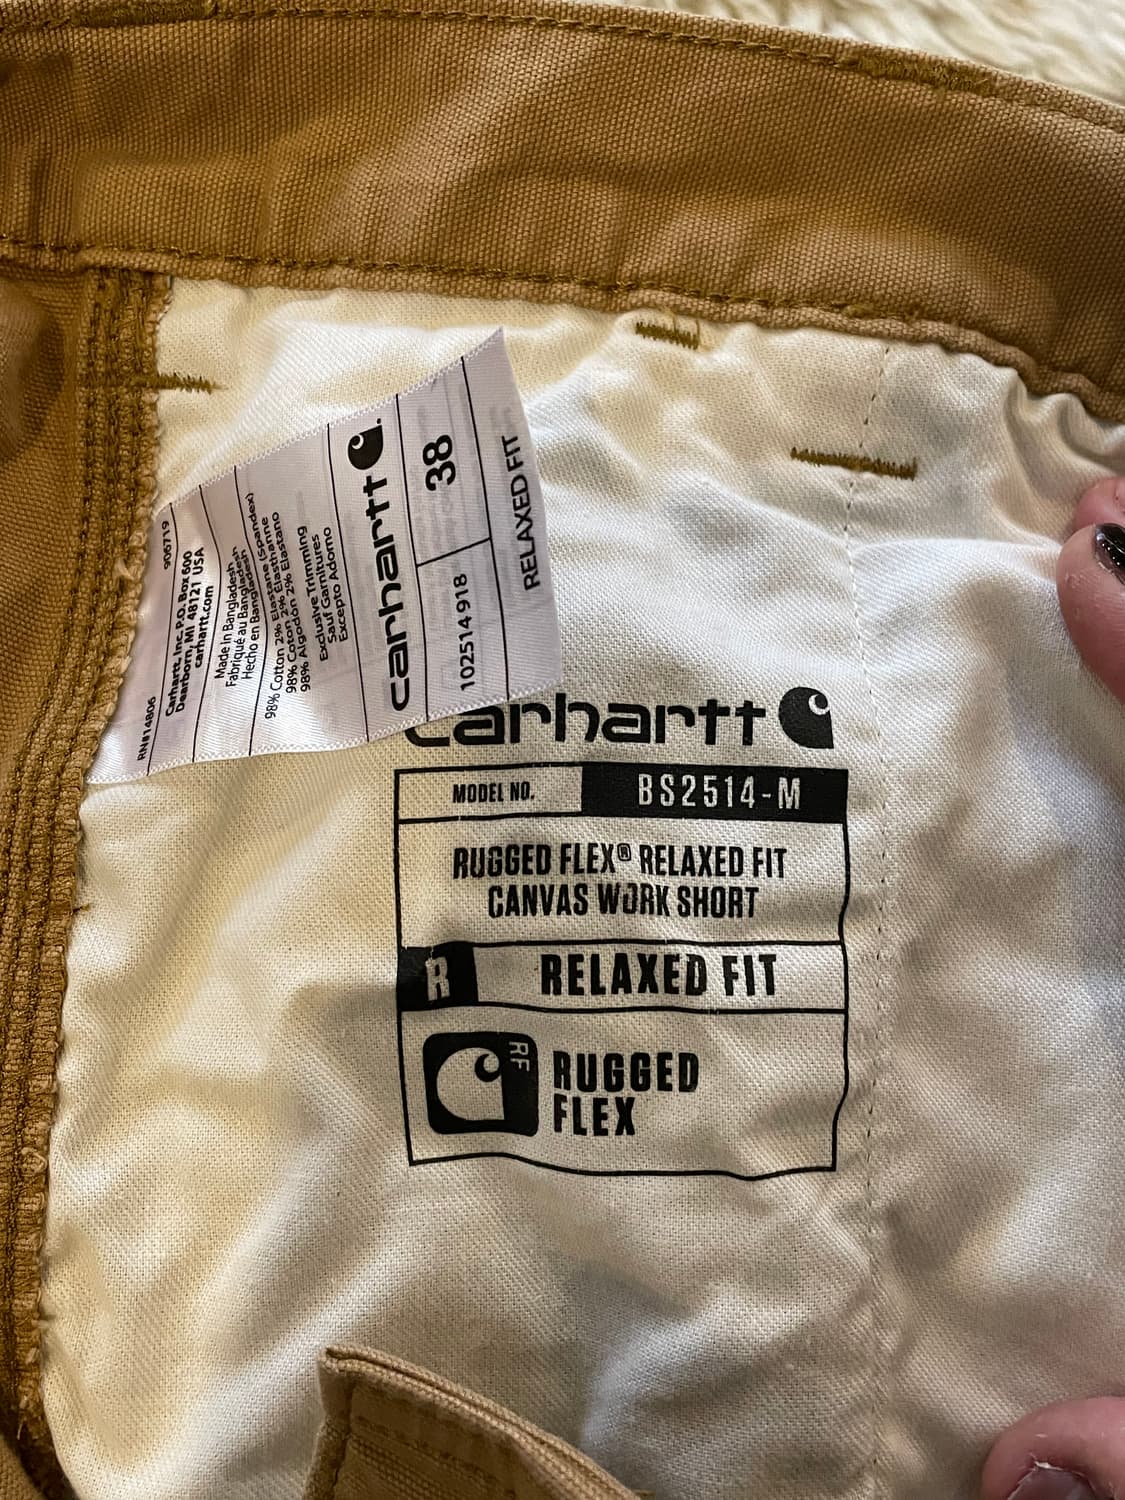 RN#14806 906719
Carhartt, Inc. P.O. Box 600
Dearborn, MI 48121 USA
carhartt.com
Made in Bangladesh
Fabriqué au Bangladesh
Hecho en Bangladesh
98% Cotton 2% Elastane (Spandex)
98% Coton 2% Elasthanne
98% Algodón 2% Elastano
Exclusive Trimming
Sauf Garnitures
Excepto Adorno
carhartt
102514918 38
RELAXED FIT
carhartt
MODEL NO. BS2514-M
RUGGED FLEX® RELAXED FIT
CANVAS WORK SHORT
R RELAXED FIT
RF
RUGGED
FLEX